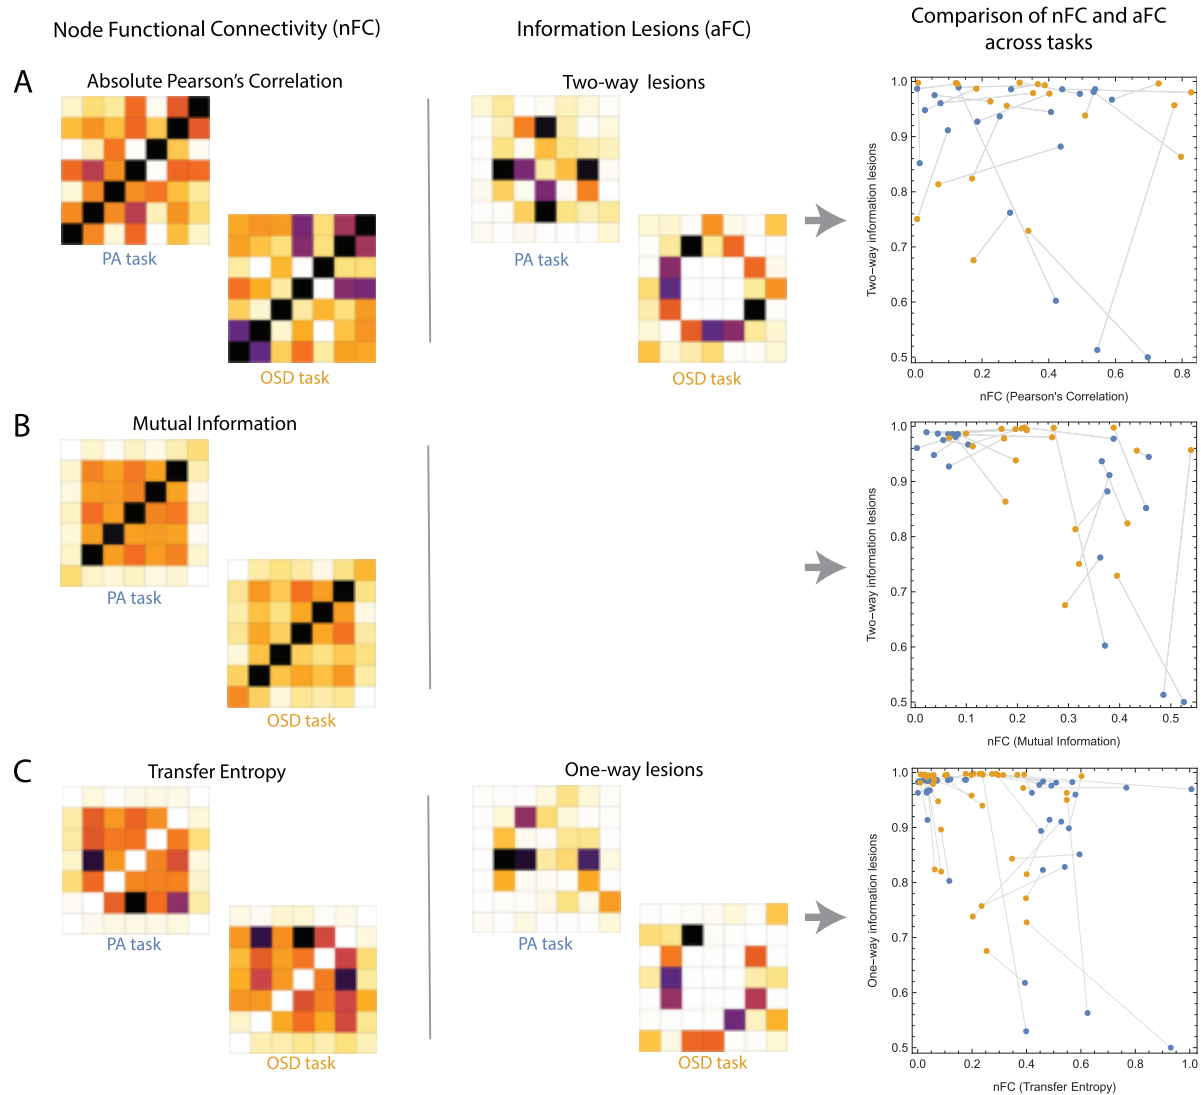 Node Functional Connectivity (nFC)
Information Lesions (aFC)
Comparison of nFC and aFC
across tasks
A
Absolute Pearson's Correlation
Two-way lesions
PA task
OSD task
PA task
OSD task
1.0
0.9
0.8
0.7
0.6
0.5
Two-way information lesions
0.0
0.2
0.4
0.6
0.8
nFC (Pearson's Correlation)
B
Mutual Information
PA task
OSD task
1.0
0.9
0.8
0.7
0.6
0.5
Two-way information lesions
0.0
0.1
0.2
0.3
0.4
0.5
nFC (Mutual Information)
C
Transfer Entropy
One-way lesions
PA task
OSD task
PA task
OSD task
1.0
0.9
0.8
0.7
0.6
0.5
One-way information lesions
0.0
0.2
0.4
0.6
0.8
1.0
nFC (Transfer Entropy)